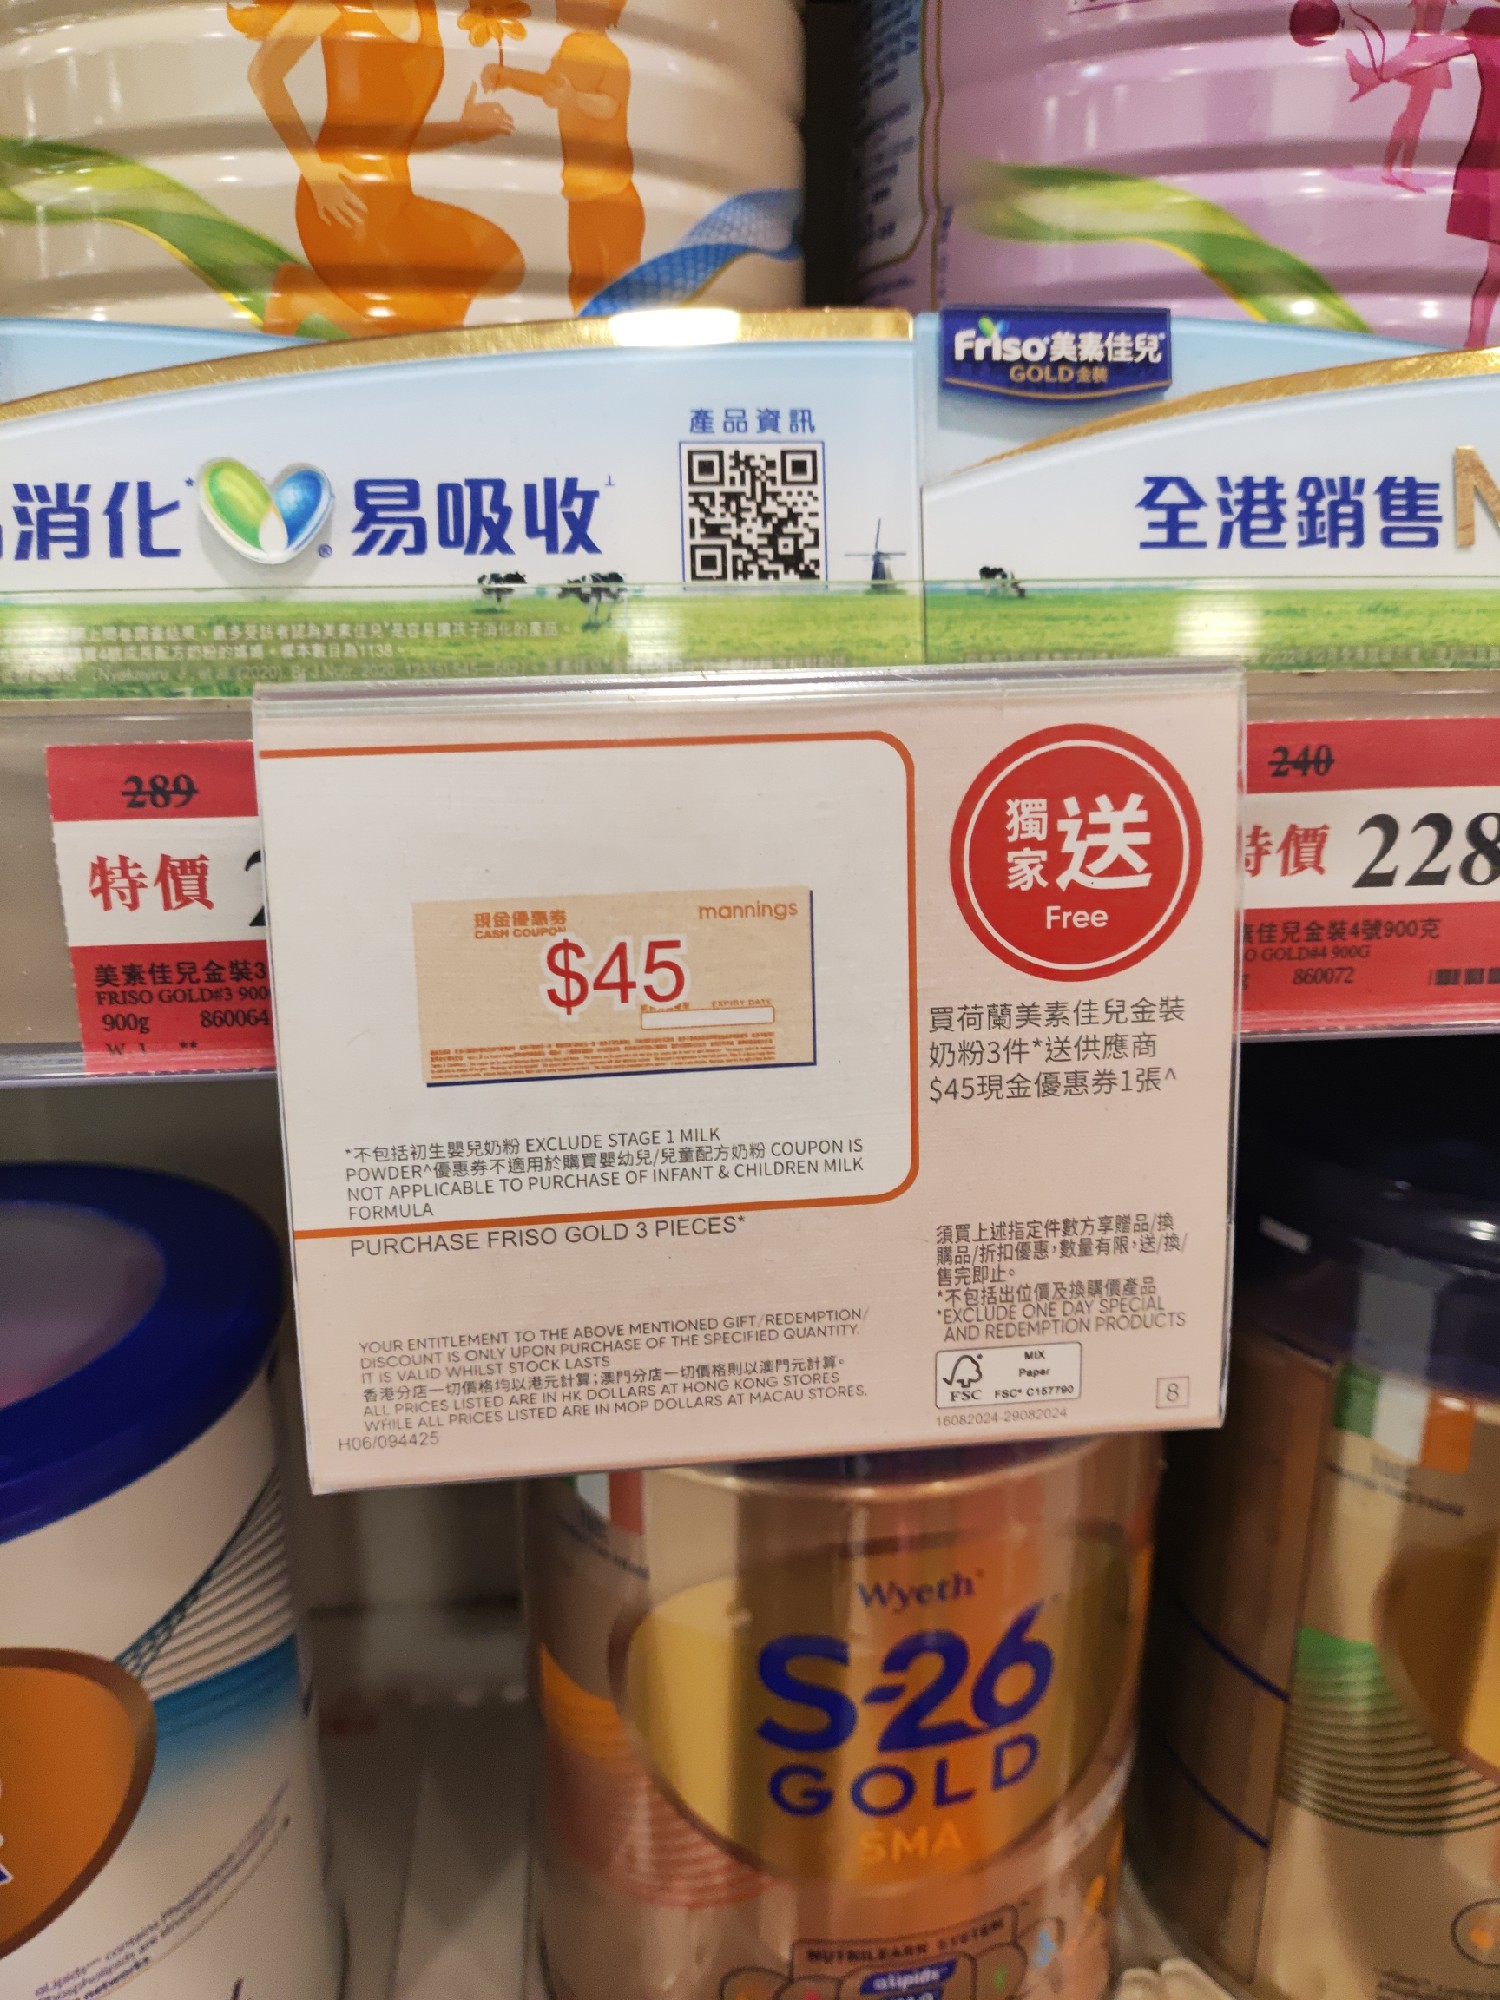 Friso 美素佳兒
GOLD 金裝
產品資訊
消化 易吸收
全港銷售
289
特價
美素佳兒金裝3
FRISO GOLD#3 900
900g 860064
240
特價 228
佳兒金裝4號900克
O GOLD#4 900G
860072
現金優惠券
CASH COUPON
mannings
$45
EXPIRY DATE
獨家送
Free
買荷蘭美素佳兒金裝
奶粉3件*送供應商
$45現金優惠券1張^
*不包括初生嬰兒奶粉 EXCLUDE STAGE 1 MILK
POWDER^優惠券不適用於購買嬰幼兒/兒童配方奶粉 COUPON IS
NOT APPLICABLE TO PURCHASE OF INFANT & CHILDREN MILK
FORMULA
PURCHASE FRISO GOLD 3 PIECES*
須買上述指定件數方享贈品/換
購品/折扣優惠，數量有限，送/換/
售完即止。
*不包括出位價及換購價產品
*EXCLUDE ONE DAY SPECIAL
AND REDEMPTION PRODUCTS
YOUR ENTITLEMENT TO THE ABOVE MENTIONED GIFT/REDEMPTION/
DISCOUNT IS ONLY UPON PURCHASE OF THE SPECIFIED QUANTITY.
IT IS VALID WHILST STOCK LASTS
香港分店一切價格均以港元計算；澳門分店一切價格則以澳門元計算。
ALL PRICES LISTED ARE IN HK DOLLARS AT HONG KONG STORES
WHILE ALL PRICES LISTED ARE IN MOP DOLLARS AT MACAU STORES.
H06/094425
FSC
MIX
Paper
FSC® C157790
8
16082024-29082024
Wyeth
S-26
GOLD
SMA
NUTRILEARN SYSTEM
αlipids